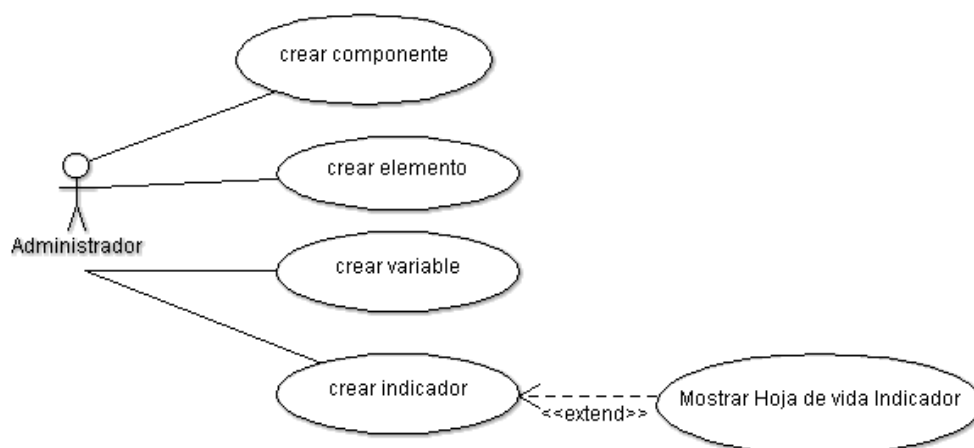 crear componente
crear elemento
Administrador
crear variable
crear indicador
<<extend>>
Mostrar Hoja de vida Indicador